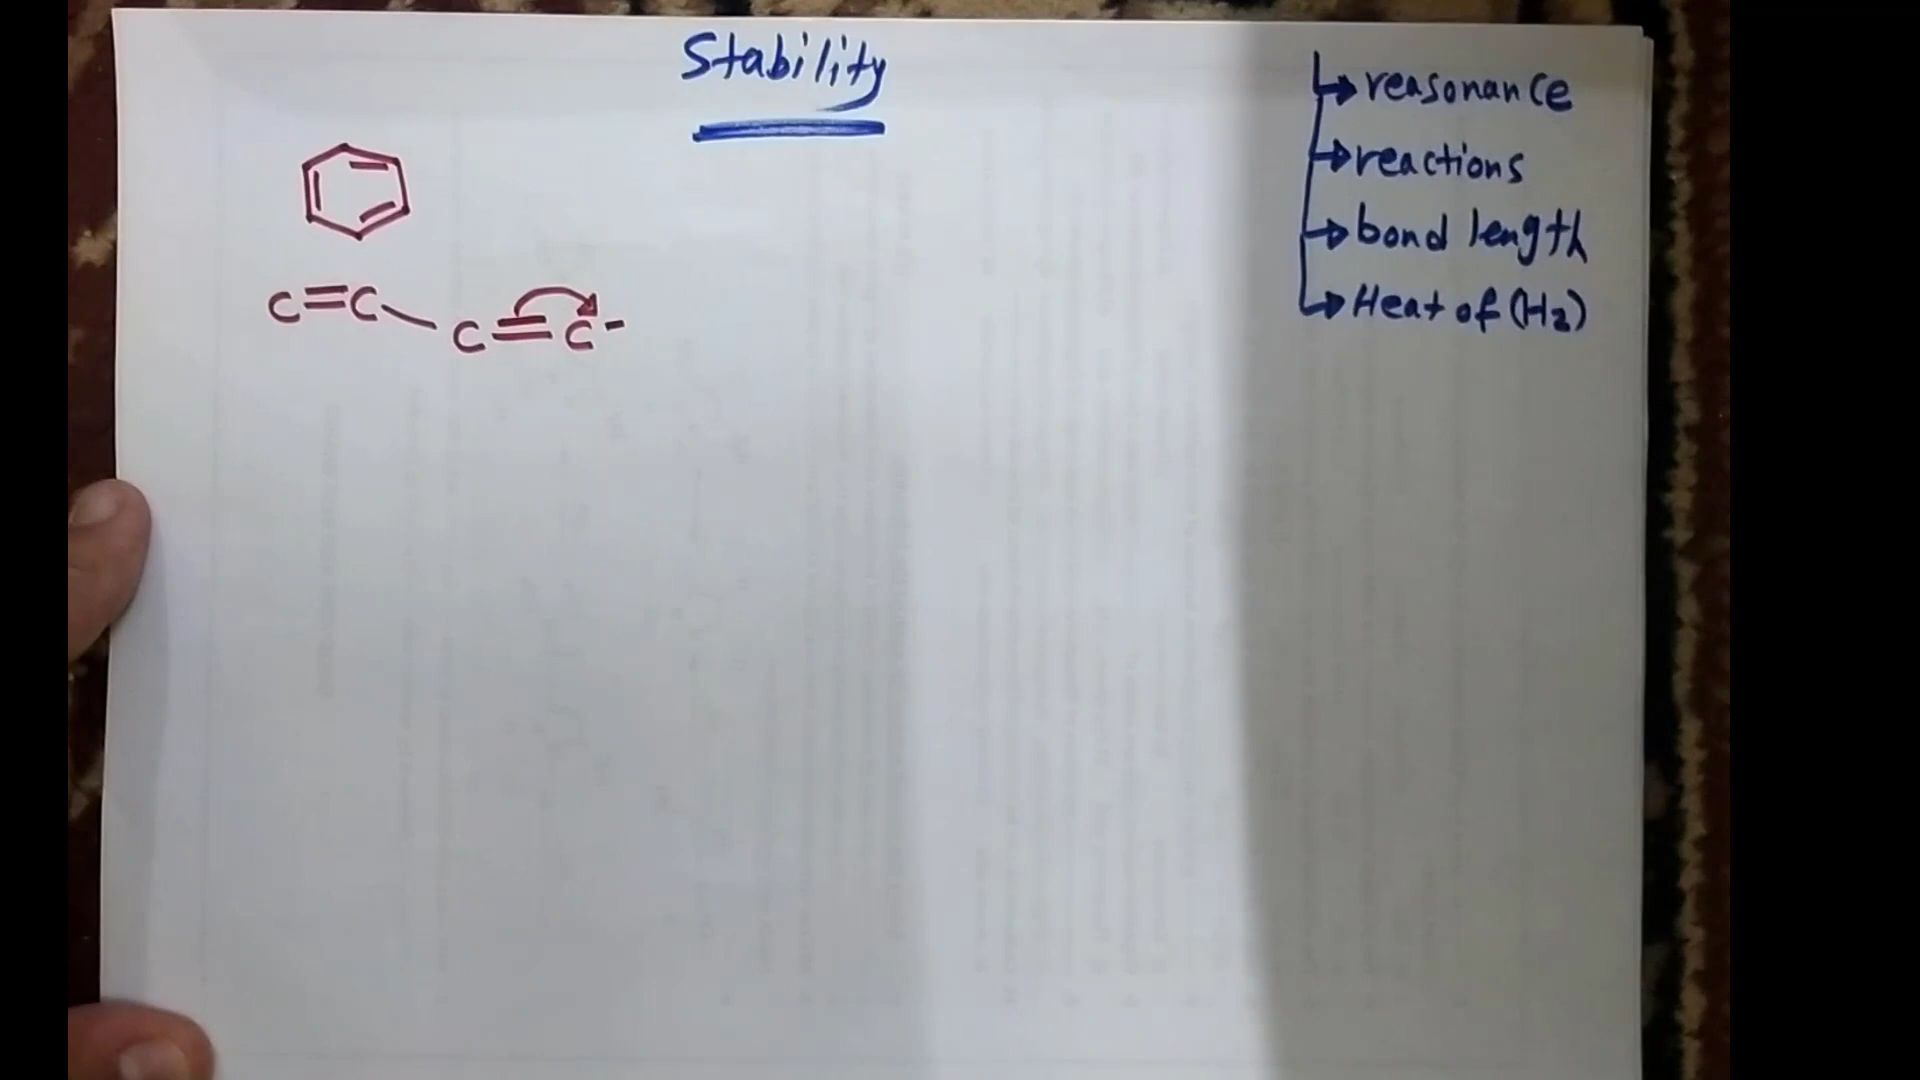 Stability
reasonance
reactions
bond length
Heat of (H₂)
C=C
C=C-